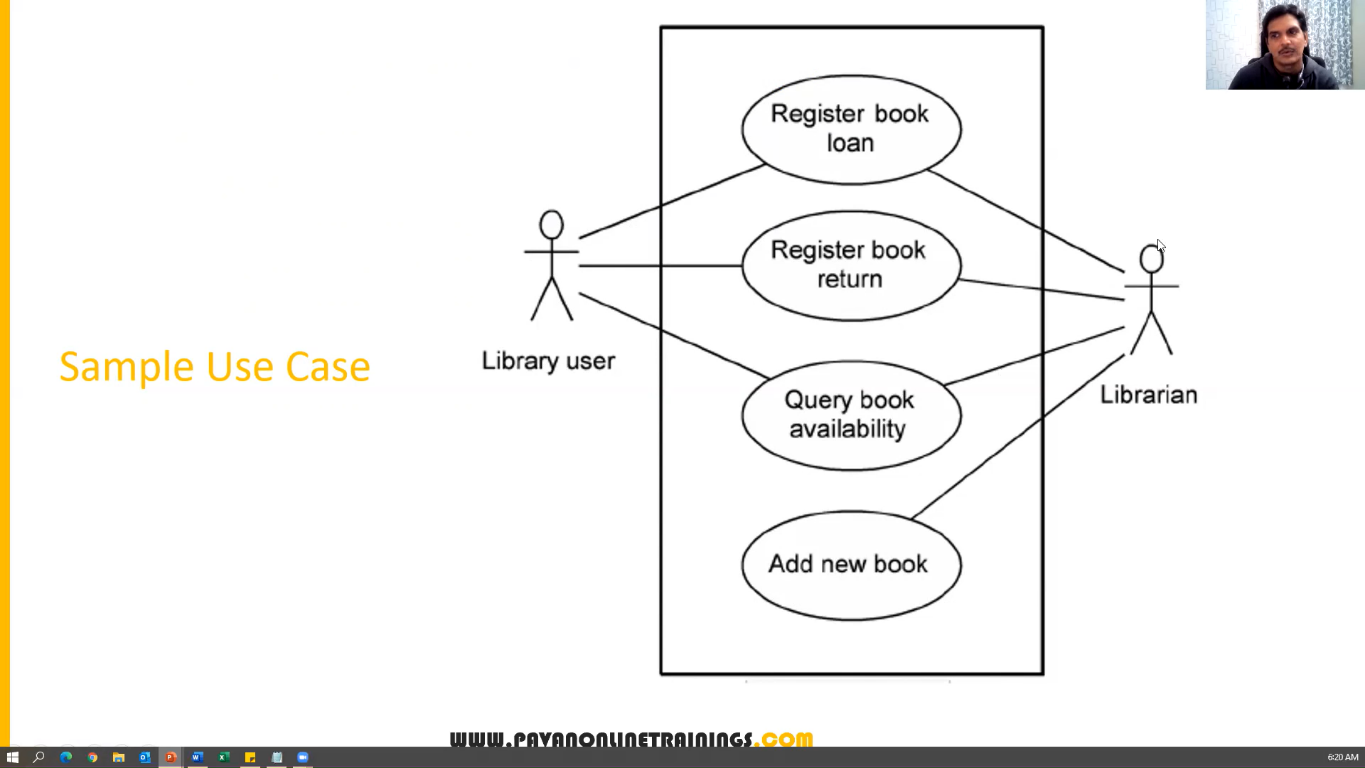 Register book
loan
Register book
return
Library user
Sample Use Case
Query book
availability
Librarian
Add new book
WWW.PAVANONLINETRAININGS.COM
6:20 AM